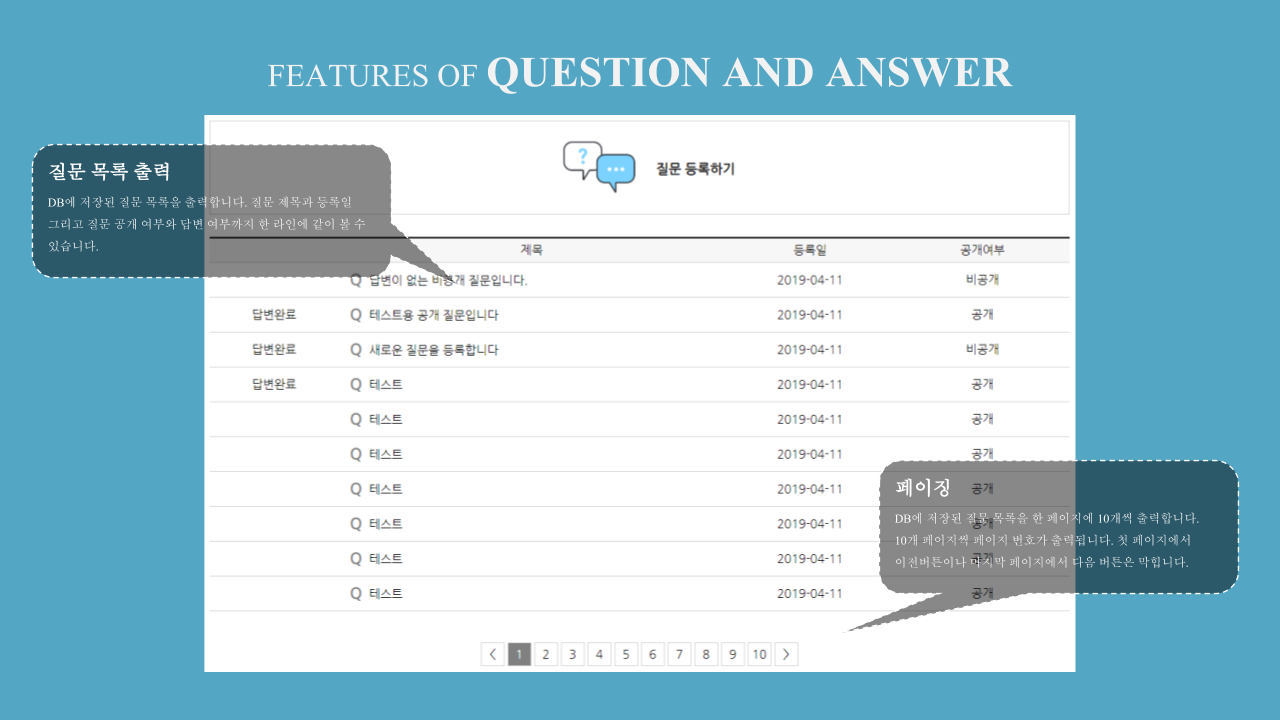 FEATURES OF QUESTION AND ANSWER
질문 등록하기
질문 목록 출력
DB에 저장된 질문 목록을 출력합니다. 질문 제목과 등록일
그리고 질문 공개 여부와 답변 여부까지 한 라인에 같이 볼 수
있습니다.
제목 등록일 공개여부
Q 답변이 없는 비공개 질문입니다. 2019-04-11 비공개
답변완료 Q 테스트용 공개 질문입니다 2019-04-11 공개
답변완료 Q 새로운 질문을 등록합니다 2019-04-11 비공개
답변완료 Q 테스트 2019-04-11 공개
Q 테스트 2019-04-11 공개
Q 테스트 2019-04-11 공개
Q 테스트 2019-04-11 공개
Q 테스트 2019-04-11 공개
Q 테스트 2019-04-11 공개
Q 테스트 2019-04-11 공개
페이징
DB에 저장된 질문 목록을 한 페이지에 10개씩 출력합니다.
10개 페이지씩 페이지 번호가 출력됩니다. 첫 페이지에서
이전버튼이나 마지막 페이지에서 다음 버튼은 막힙니다.
< 1 2 3 4 5 6 7 8 9 10 >